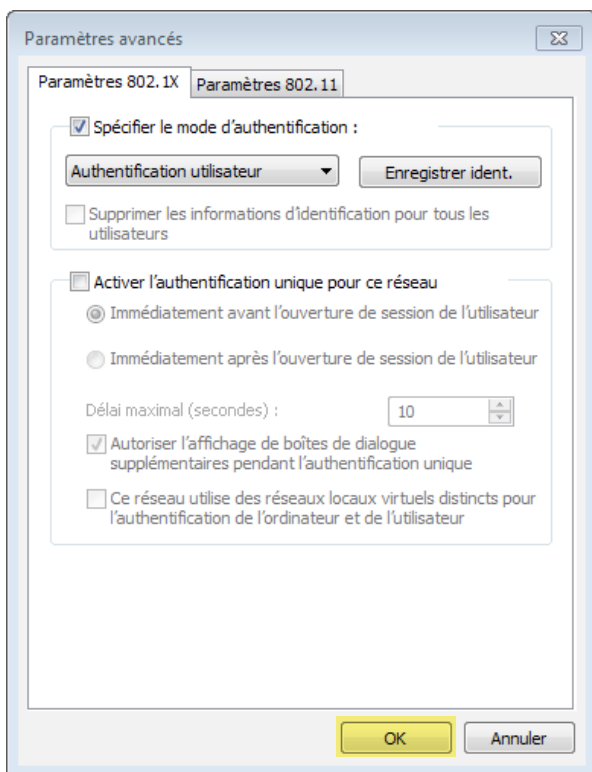 Paramètres avancés
Paramètres 802.1X
Paramètres 802.11
Spécifier le mode d'authentification :
Authentification utilisateur
Enregistrer ident.
Supprimer les informations d'identification pour tous les
utilisateurs
Activer l'authentification unique pour ce réseau
Immédiatement avant l'ouverture de session de l'utilisateur
Immédiatement après l'ouverture de session de l'utilisateur
Délai maximal (secondes) :
10
Autoriser l'affichage de boîtes de dialogue
supplémentaires pendant l'authentification unique
Ce réseau utilise des réseaux locaux virtuels distincts pour
l'authentification de l'ordinateur et de l'utilisateur
OK
Annuler